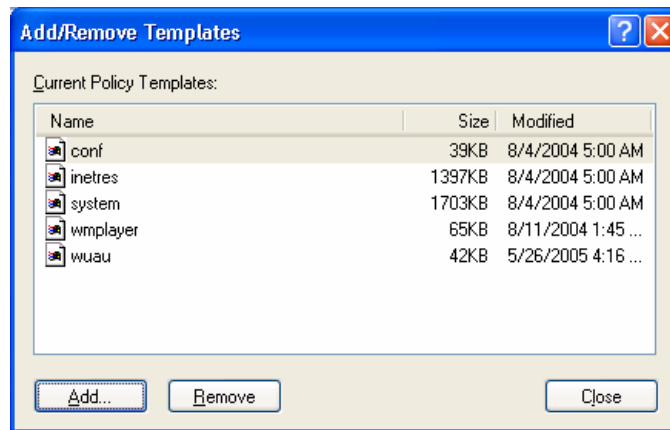 Add/Remove Templates
Current Policy Templates:
Name Size Modified
conf 39KB 8/4/2004 5:00 AM
inetres 1397KB 8/4/2004 5:00 AM
system 1703KB 8/4/2004 5:00 AM
wmplayer 65KB 8/11/2004 1:45 ...
wuau 42KB 5/26/2005 4:16 ...
Add... Remove Close